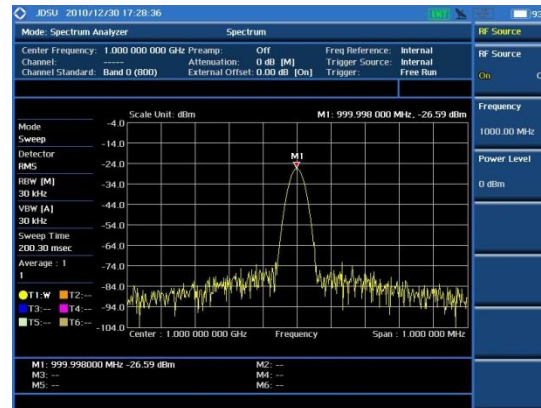 JDSU 2010/12/30 17:28:36
EXT
Mode: Spectrum Analyzer Spectrum
Center Frequency: 1.000 000 000 GHz Preamp: Off Freq Reference: Internal
Channel: ----- Attenuation: 0 dB [M] Trigger Source: Internal
Channel Standard: Band 0 (800) External Offset: 0.00 dB [On] Trigger: Free Run
Scale Unit: dBm M1: 999.998 000 MHz, -26.59 dBm
Mode
Sweep
Detector
RMS
RBW [M]
30 kHz
VBW [A]
30 kHz
Sweep Time
200.30 msec
Average : 1
1
T1:W T2:--
T3:-- T4:--
T5:-- T6:--
-4.0
-14.0
-24.0
-34.0
-44.0
-54.0
-64.0
-74.0
-84.0
-94.0
-104.0
M1
Center : 1.000 000 000 GHz Frequency Span : 1.000 000 MHz
M1: 999.998000 MHz -26.59 dBm M2: --
M3: -- M4: --
M5: -- M6: --
93
RF Source
RF Source
On
Frequency
1000.00 MHz
Power Level
0 dBm